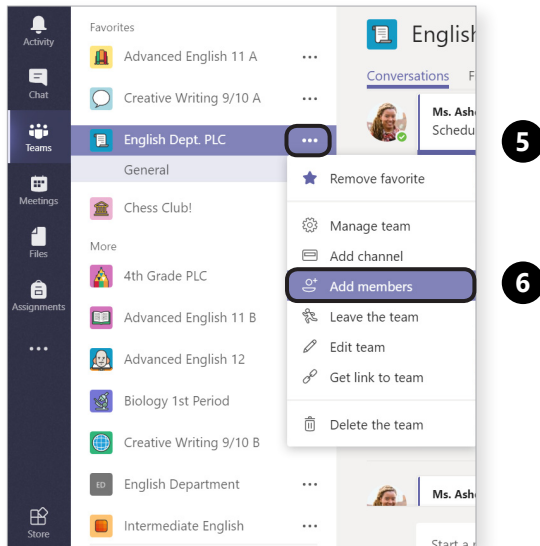 Activity
Chat
Teams
Meetings
Files
Assignments
Store
Favorites
Advanced English 11 A
Creative Writing 9/10 A
English Dept. PLC
General
Chess Club!
More
4th Grade PLC
Advanced English 11 B
Advanced English 12
Biology 1st Period
Creative Writing 9/10 B
ED English Department
Intermediate English
English
Conversations F
Ms. Ashe
Schedu
Remove favorite
Manage team
Add channel
Add members
Leave the team
Edit team
Get link to team
Delete the team
Ms. Ashe
Start a
5
6